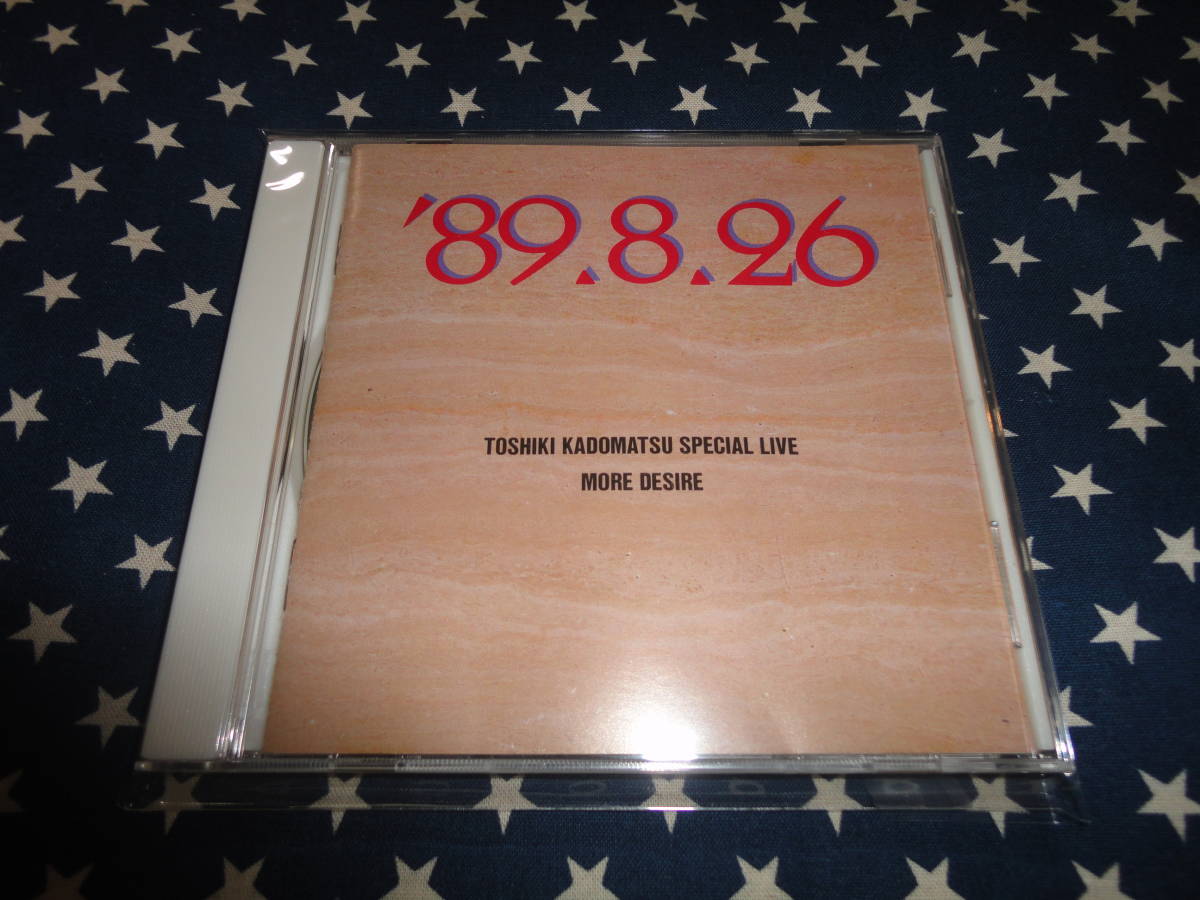 '89.8.26
TOSHIKI KADOMATSU SPECIAL LIVE
MORE DESIRE